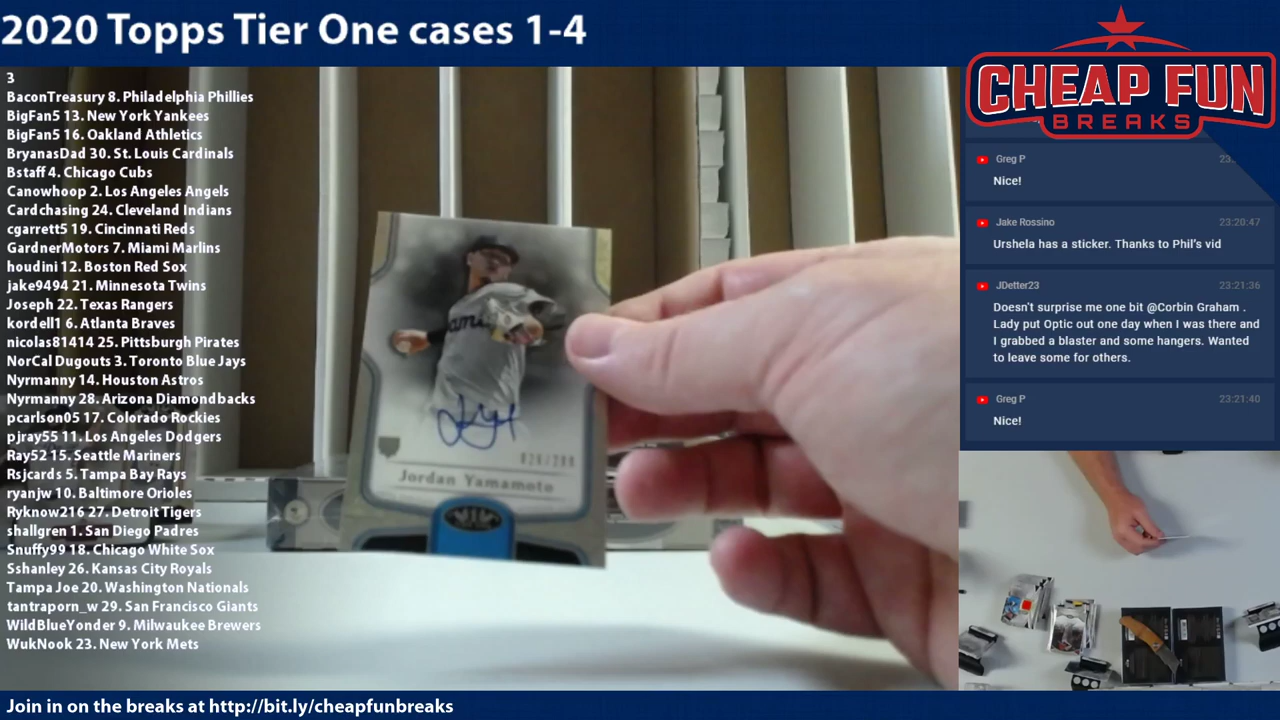 2020 Topps Tier One cases 1-4
CHEAP FUN
BREAKS
3
BaconTreasury 8. Philadelphia Phillies
BigFan5 13. New York Yankees
BigFan5 16. Oakland Athletics
BryanasDad 30. St. Louis Cardinals
Bstaff 4. Chicago Cubs
Canowhoop 2. Los Angeles Angels
Cardchasing 24. Cleveland Indians
cgarrett5 19. Cincinnati Reds
GardnerMotors 7. Miami Marlins
houdini 12. Boston Red Sox
jake9494 21. Minnesota Twins
Joseph 22. Texas Rangers
kordell1 6. Atlanta Braves
nicolas81414 25. Pittsburgh Pirates
NorCal Dugouts 3. Toronto Blue Jays
Nyrmanny 14. Houston Astros
Nyrmanny 28. Arizona Diamondbacks
pcarlson05 17. Colorado Rockies
pjray55 11. Los Angeles Dodgers
Ray52 15. Seattle Mariners
Rsjcards 5. Tampa Bay Rays
ryanjw 10. Baltimore Orioles
Ryknow216 27. Detroit Tigers
shallgren 1. San Diego Padres
Snuffy99 18. Chicago White Sox
Sshanley 26. Kansas City Royals
Tampa Joe 20. Washington Nationals
tantraporn_w 29. San Francisco Giants
WildBlueYonder 9. Milwaukee Brewers
WukNook 23. New York Mets
Jordan Yamamoto
Greg P
Nice!
Jake Rossino 23:20:47
Urshela has a sticker. Thanks to Phil's vid
JDetter23 23:21:36
Doesn't surprise me one bit @Corbin Graham .
Lady put Optic out one day when I was there and
I grabbed a blaster and some hangers. Wanted
to leave some for others.
Greg P 23:21:40
Nice!
Join in on the breaks at http://bit.ly/cheapfunbreaks